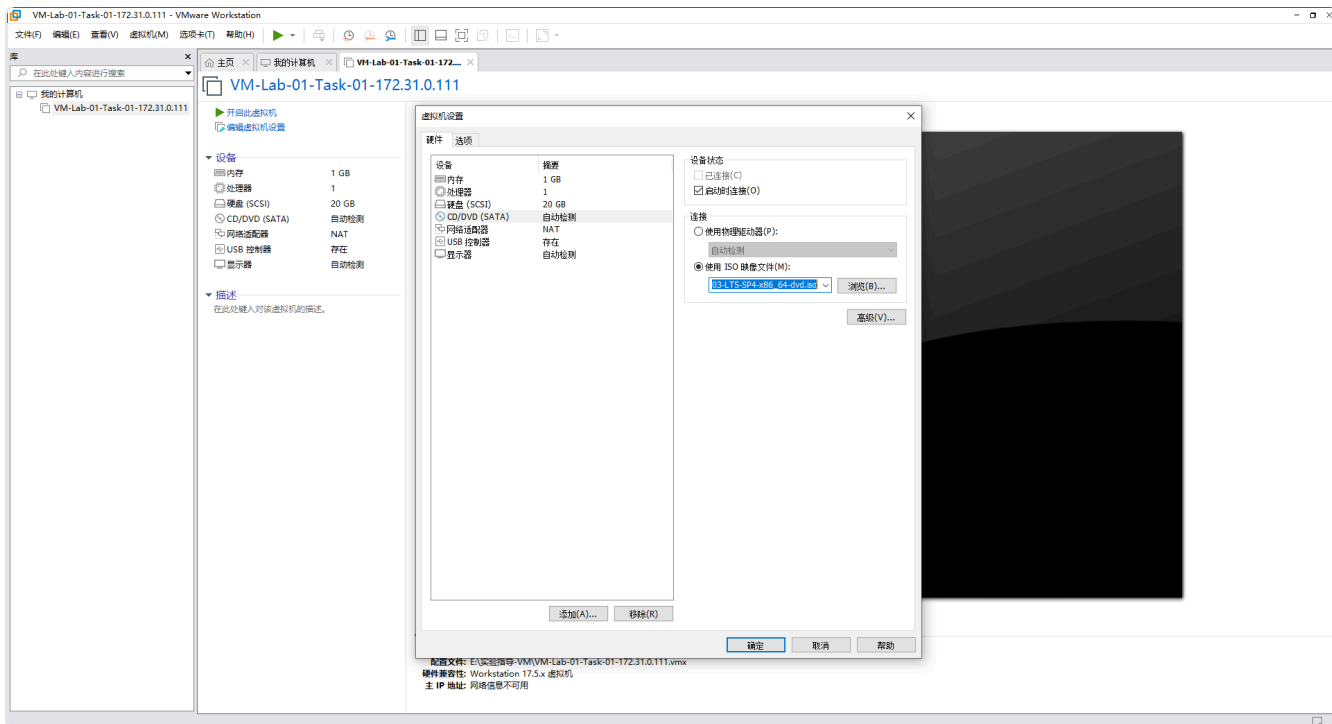 VM-Lab-01-Task-01-172.31.0.111 - VMware Workstation
文件(F) 编辑(E) 查看(V) 虚拟机(M) 选项卡(T) 帮助(H)
库
在此处键入内容进行搜索
我的计算机
VM-Lab-01-Task-01-172.31.0.111
主页 我的计算机 VM-Lab-01-Task-01-172....
VM-Lab-01-Task-01-172.31.0.111
开启此虚拟机
编辑虚拟机设置
设备
内存 1 GB
处理器 1
硬盘 (SCSI) 20 GB
CD/DVD (SATA) 自动检测
网络适配器 NAT
USB 控制器 存在
显示器 自动检测
描述
在此处键入对该虚拟机的描述。
虚拟机设置
硬件 选项
设备 摘要
内存 1 GB
处理器 1
硬盘 (SCSI) 20 GB
CD/DVD (SATA) 自动检测
网络适配器 NAT
USB 控制器 存在
显示器 自动检测
添加(A)... 移除(R)
设备状态
已连接(C)
启动时连接(O)
连接
使用物理驱动器(P):
自动检测
使用 ISO 映像文件(M):
03-LTS-SP4-x86_64-dvd.iso 浏览(B)...
高级(V)...
确定 取消 帮助
配置文件: E:\实验指导-VM\VM-Lab-01-Task-01-172.31.0.111.vmx
硬件兼容性: Workstation 17.5.x 虚拟机
主 IP 地址: 网络信息不可用